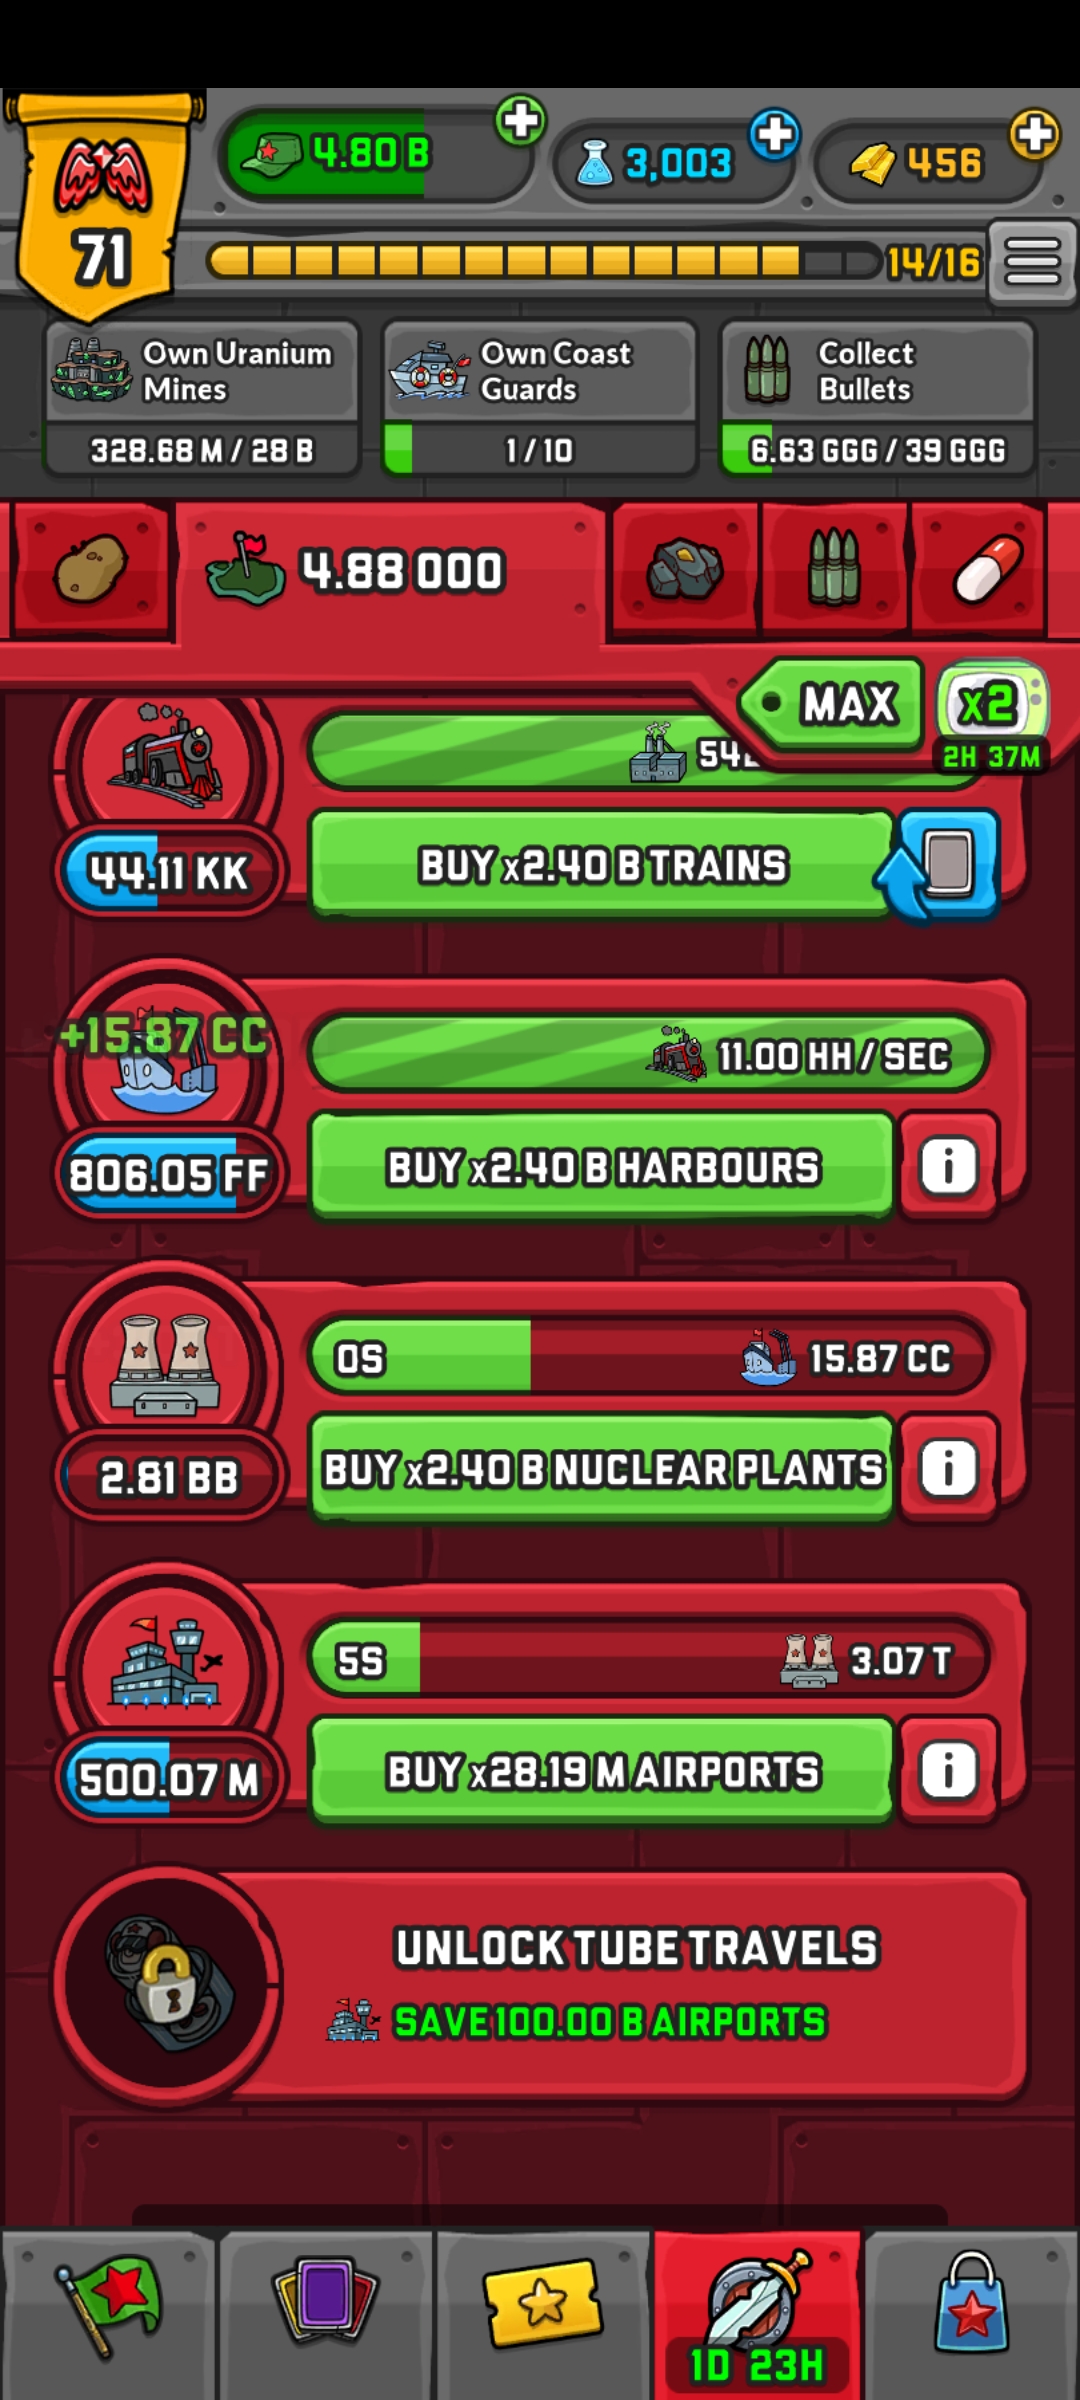 4.80 B
3,003
456
71
14/16
Own Uranium
Mines
328.68 M / 28 B
Own Coast
Guards
1 / 10
Collect
Bullets
6.63 GGG / 39 GGG
4.88 000
MAX
x2
2H 37M
44.11 KK
BUY x2.40 B TRAINS
+15.87 CC
11.00 HH / SEC
806.05 FF
BUY x2.40 B HARBOURS
0S
15.87 CC
2.81 BB
BUY x2.40 B NUCLEAR PLANTS
5S
3.07 T
500.07 M
BUY x28.19 M AIRPORTS
UNLOCK TUBE TRAVELS
SAVE 100.00 B AIRPORTS
1D 23H